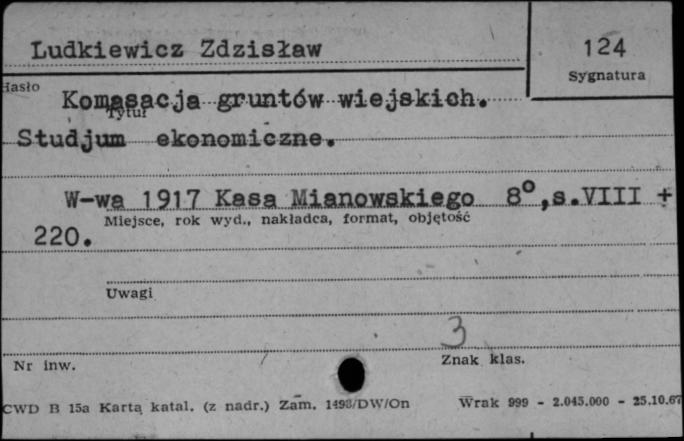 Ludkiewicz Zdzisław
124
Sygnatura
Hasło
Komasacja gruntów wiejskich.
Tytuł
Studjum ekonomiczne.
W-wa 1917 Kasa Mianowskiego 8°,s.VIII +
Miejsce, rok wyd., nakładca, format, objętość
220.
Uwagi
3
Nr inw.
Znak klas.
CWD B 15a Karta katal. (z nadr.) Zam. 1498/DW/On Wrak 999 - 2.045.000 - 25.10.67